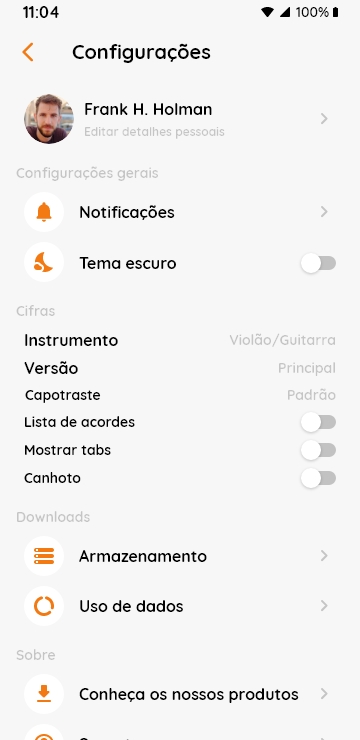 11:04
100%
Configurações
Frank H. Holman
Editar detalhes pessoais
Configurações gerais
Notificações
Tema escuro
Cifras
Instrumento Violão/Guitarra
Versão Principal
Capotraste Padrão
Lista de acordes
Mostrar tabs
Canhoto
Downloads
Armazenamento
Uso de dados
Sobre
Conheça os nossos produtos